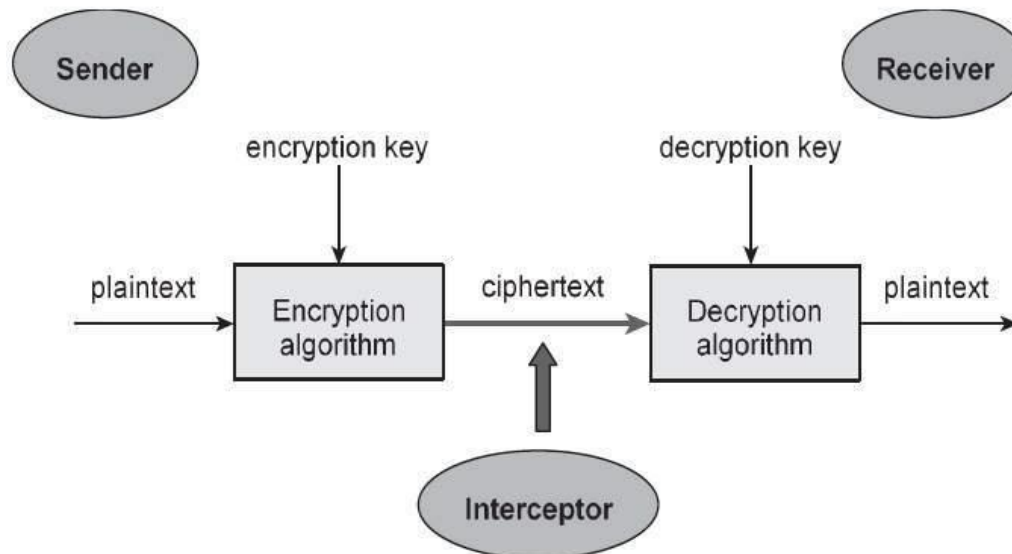 Sender
Receiver
encryption key
decryption key
plaintext
Encryption
algorithm
ciphertext
Decryption
algorithm
plaintext
Interceptor